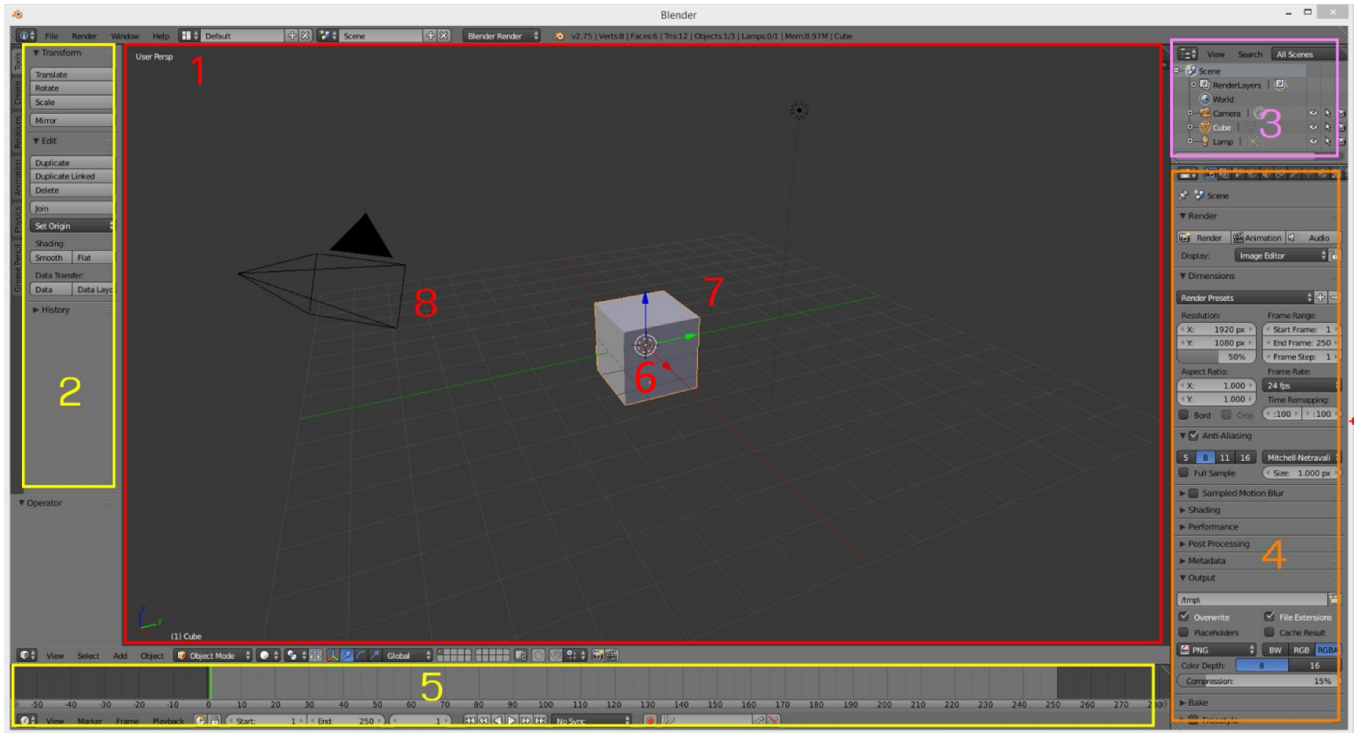 Blender
File Render Window Help Default Scene Blender Render v2.75 | Verts:8 | Faces:6 | Tris:12 | Objects:1/3 | Lamps:0/1 | Mem:8.97M | Cube
Tools
Create
Relations
Animation
Physics
Grease Pencil
Transform
Translate
Rotate
Scale
Mirror
Edit
Duplicate
Duplicate Linked
Delete
Join
Set Origin
Shading:
Smooth Flat
Data Transfer:
Data Data Layo
History
2
Operator
User Persp
1
8
7
6
(1) Cube
View Search All Scenes
Scene
RenderLayers
World
Camera
Cube
Lamp
3
Scene
Render
Render Animation Audio
Display: Image Editor
Dimensions
Render Presets
Resolution: Frame Range:
X: 1920 px Start Frame: 1
Y: 1080 px End Frame: 250
50% Frame Step: 1
Aspect Ratio: Frame Rate:
X: 1.000 24 fps
Y: 1.000 Time Remapping:
Bord Crop :100 :100
Anti-Aliasing
5 8 11 16 Mitchell-Netravali
Full Sample Size: 1.000 px
Sampled Motion Blur
Shading
Performance
Post Processing
Metadata
4
Output
/tmp\
Overwrite File Extensions
Placeholders Cache Result
PNG BW RGB RGBA
Color Depth: 8 16
Compression: 15%
Bake
Freestyle
View Select Add Object Object Mode Global
5
-50 -40 -30 -20 -10 0 10 20 30 40 50 60 70 80 90 100 110 120 130 140 150 160 170 180 190 200 210 220 230 240 250 260 270
View Marker Frame Playback Start: 1 End: 250 1 No Sync